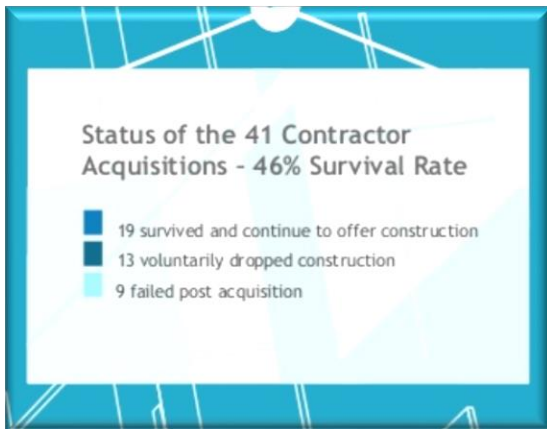 Status of the 41 Contractor
Acquisitions - 46% Survival Rate
19 survived and continue to offer construction
13 voluntarily dropped construction
9 failed post acquisition